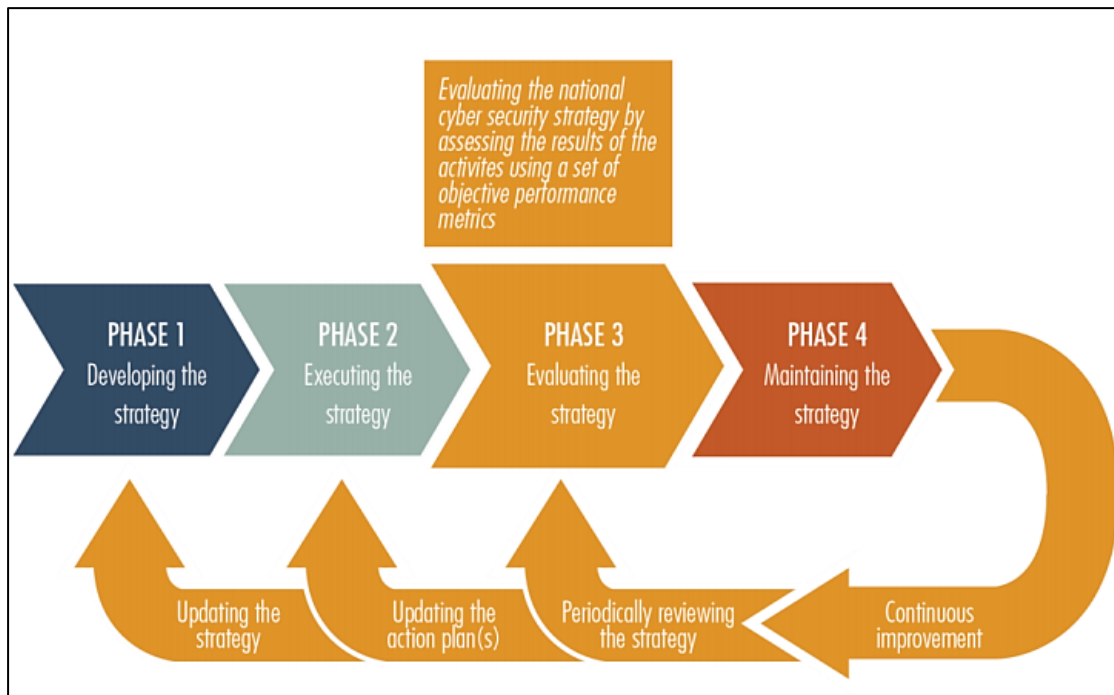 Evaluating the national
cyber security strategy by
assessing the results of the
activites using a set of
objective performance
metrics
PHASE 1
Developing the
strategy
PHASE 2
Executing the
strategy
PHASE 3
Evaluating the
strategy
PHASE 4
Maintaining the
strategy
Updating the
strategy
Updating the
action plan(s)
Periodically reviewing
the strategy
Continuous
improvement